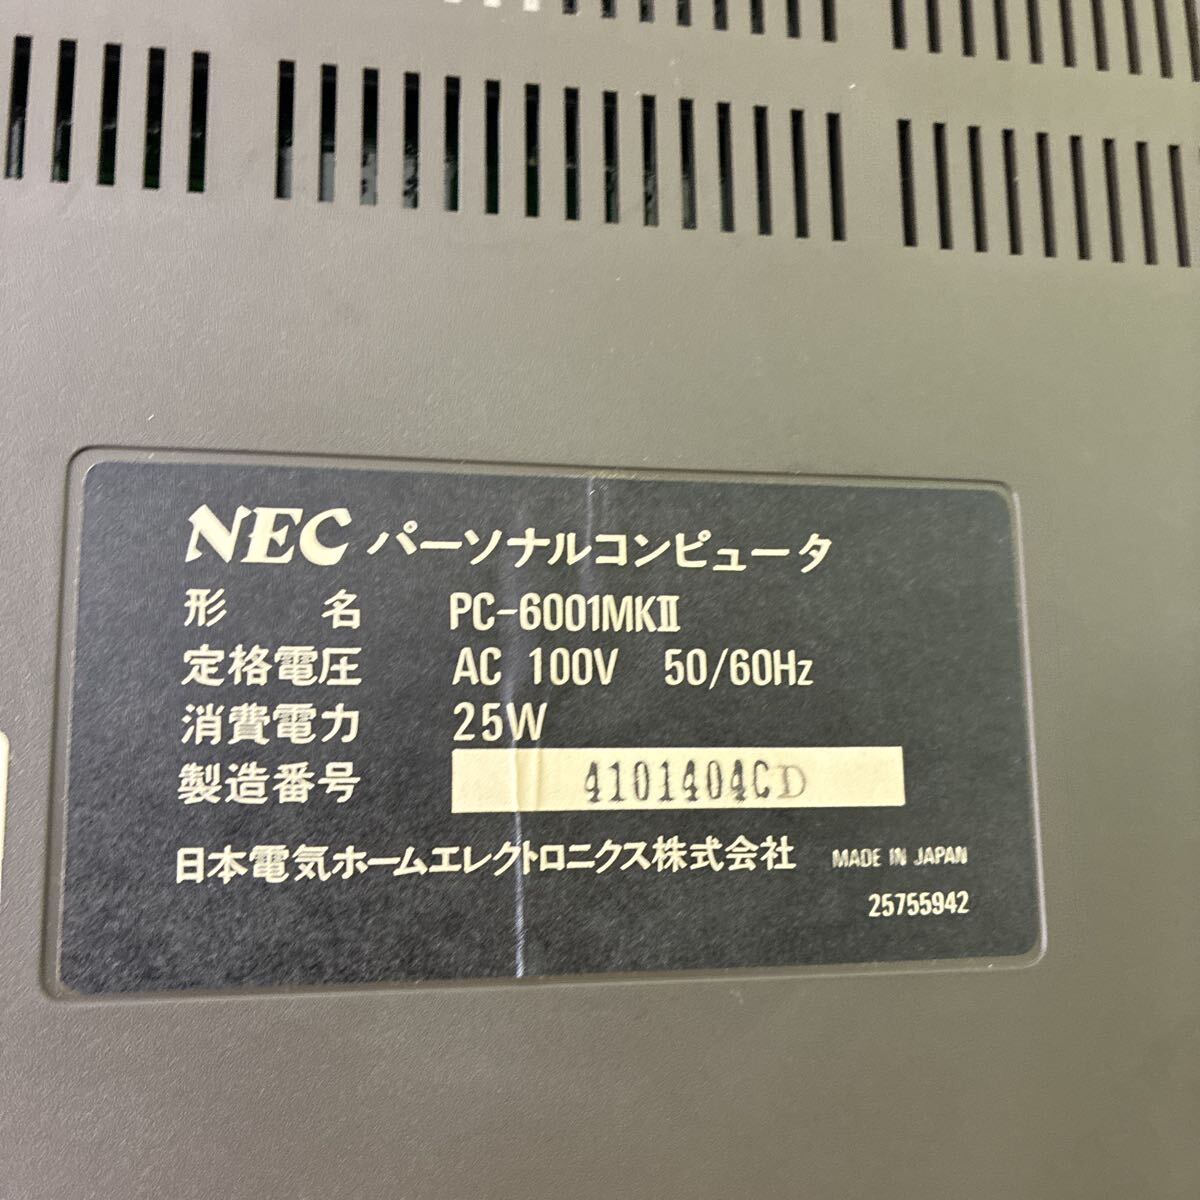 NEC パーソナルコンピュータ
形名 PC-6001MKⅡ
定格電圧 AC 100V 50/60Hz
消費電力 25W
製造番号 4101404CD
日本電気ホームエレクトロニクス株式会社 MADE IN JAPAN
25755942